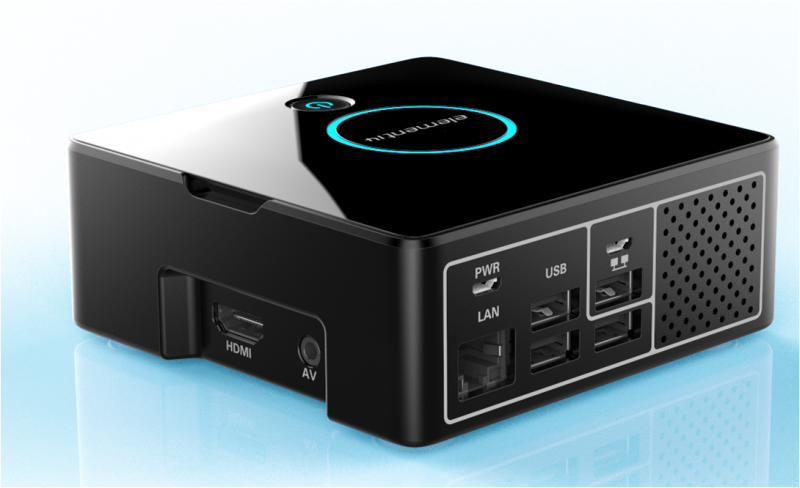 element14
PWR
USB
LAN
HDMI
AV